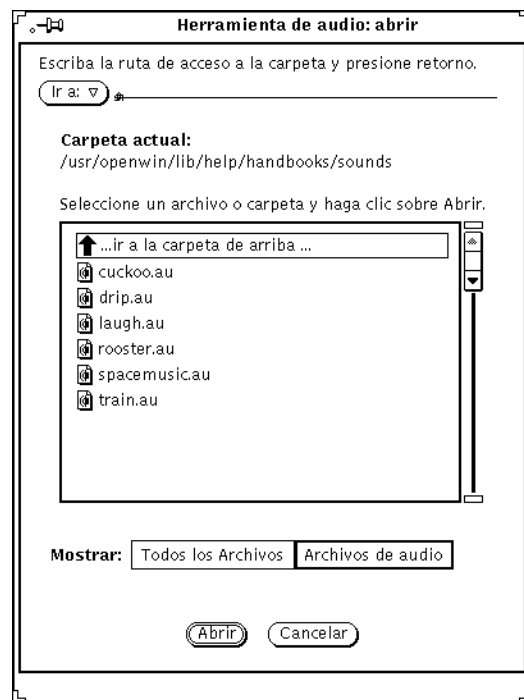 Herramienta de audio: abrir
Escriba la ruta de acceso a la carpeta y presione retorno.
Ir a:
Carpeta actual:
/usr/openwin/lib/help/handbooks/sounds
Seleccione un archivo o carpeta y haga clic sobre Abrir.
...ir a la carpeta de arriba ...
cuckoo.au
drip.au
laugh.au
rooster.au
spacemusic.au
train.au
Mostrar: Todos los Archivos Archivos de audio
Abrir Cancelar